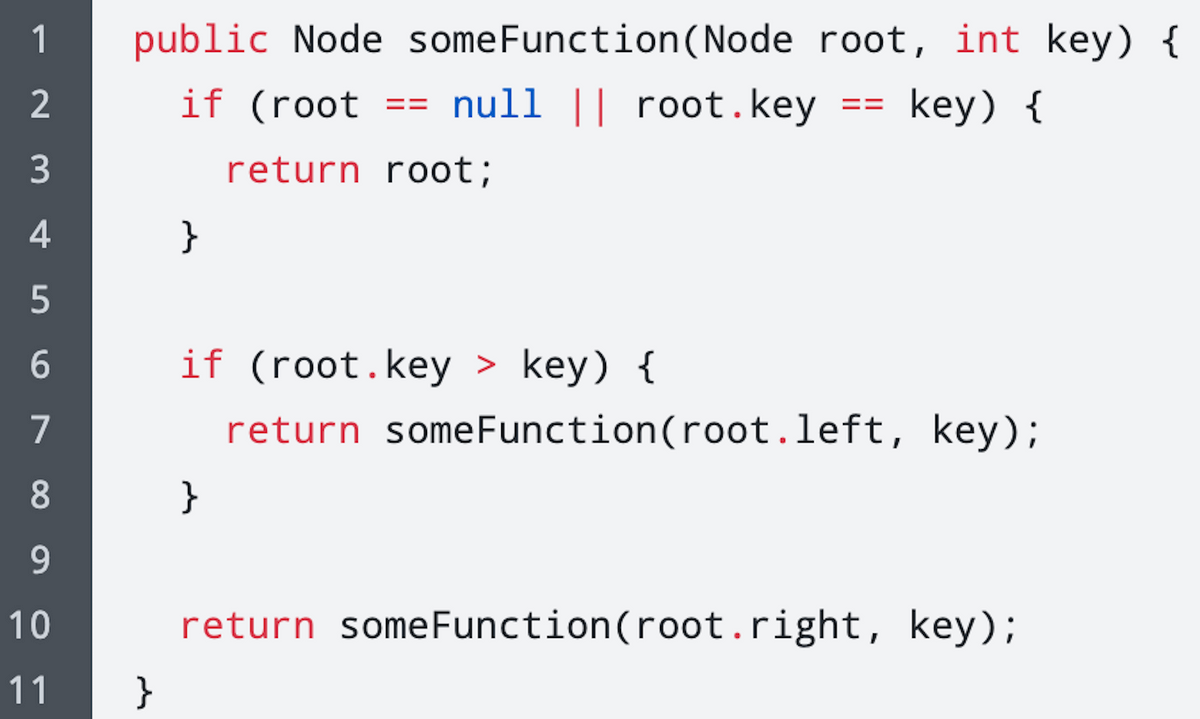 1 public Node someFunction(Node root, int key) {
2 if (root == null || root.key == key) {
3 return root;
4 }
5
6 if (root.key > key) {
7 return someFunction(root.left, key);
8 }
9
10 return someFunction(root.right, key);
11 }